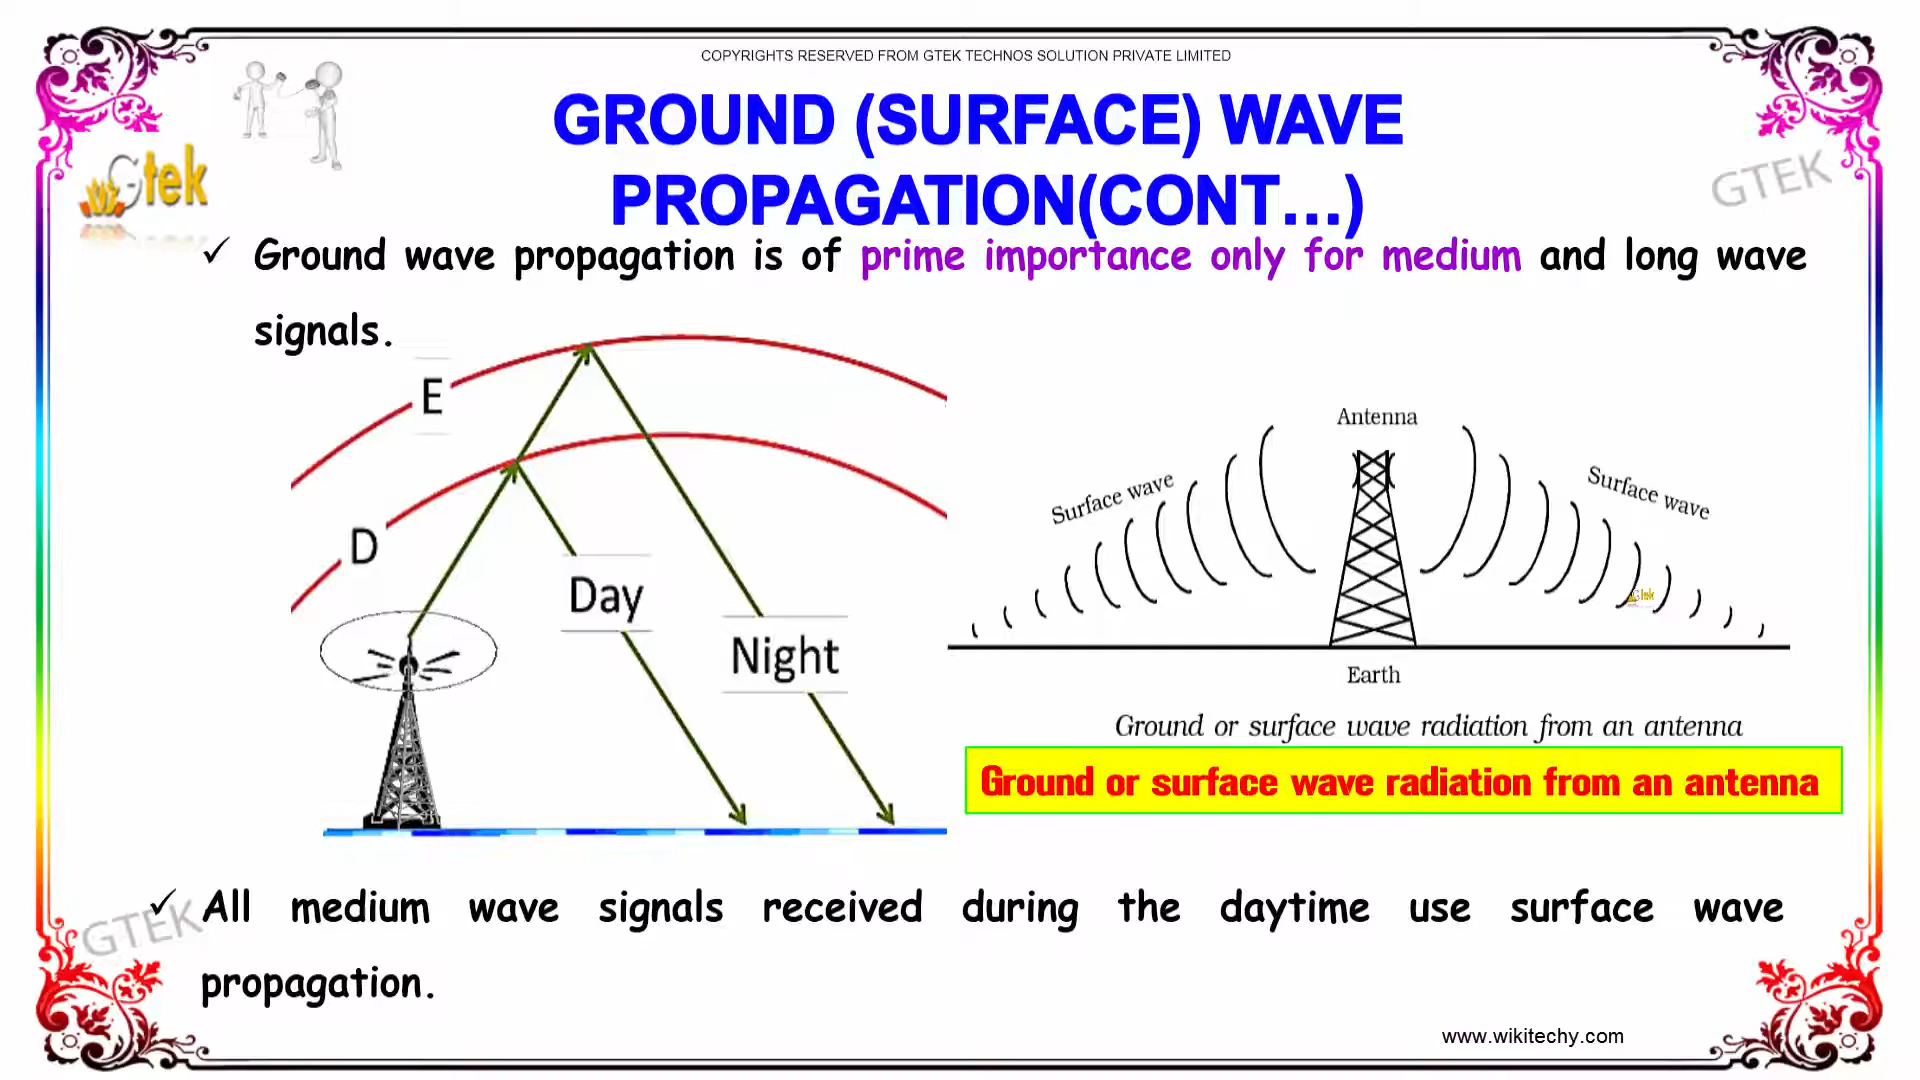 COPYRIGHTS RESERVED FROM GTEK TECHNOS SOLUTION PRIVATE LIMITED
GROUND (SURFACE) WAVE
PROPAGATION(CONT...)
Gtek
GTEK
✓ Ground wave propagation is of prime importance only for medium and long wave
signals.
E
D
Day
Night
Antenna
Surface wave
Surface wave
Gtek
Earth
Ground or surface wave radiation from an antenna
Ground or surface wave radiation from an antenna
✓ All medium wave signals received during the daytime use surface wave
propagation.
GTEK
www.wikitechy.com